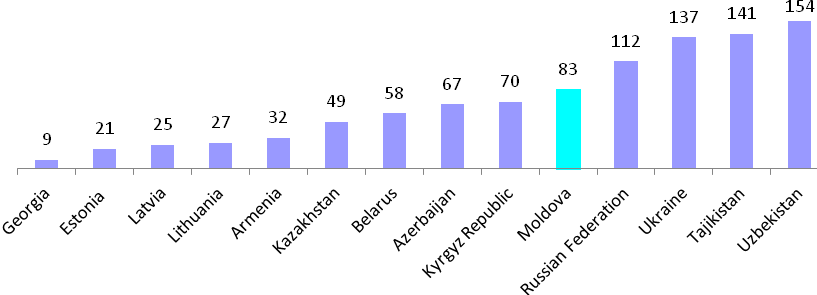 9
21
25
27
32
49
58
67
70
83
112
137
141
154
Georgia
Estonia
Latvia
Lithuania
Armenia
Kazakhstan
Belarus
Azerbaijan
Kyrgyz Republic
Moldova
Russian Federation
Ukraine
Tajikistan
Uzbekistan